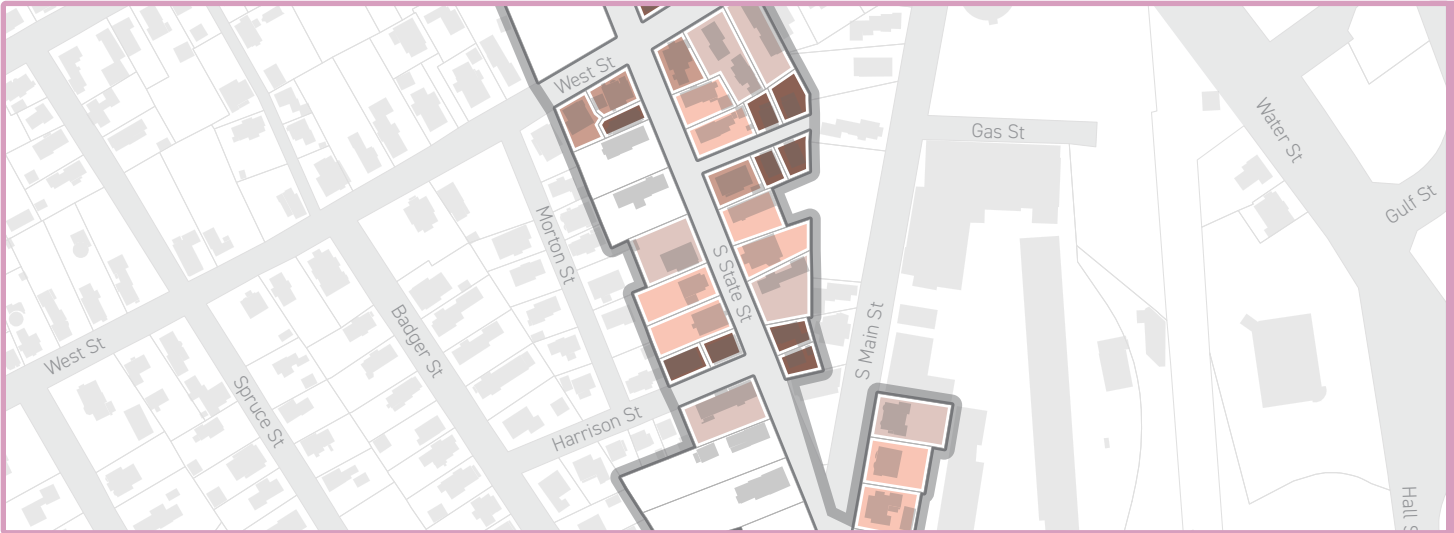 West St
Gas St
Water St
Gulf St
Morton St
S State St
S Main St
Badger St
West St
Spruce St
Harrison St
Hall S